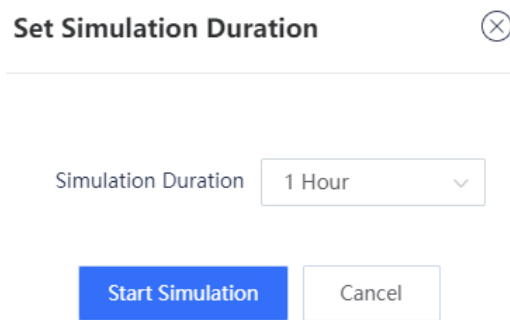 Set Simulation Duration
Simulation Duration 1 Hour
Start Simulation Cancel